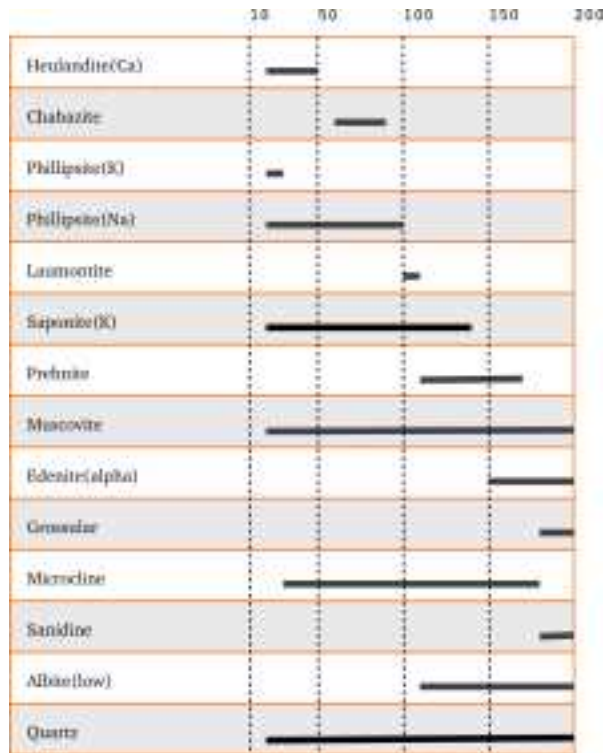 10 50 100 150 200
Heulandite(Ca)
Chabazite
Phillipsite(K)
Phillipsite(Na)
Laumontite
Saponite(K)
Prehnite
Muscovite
Edenite(alpha)
Grossular
Microcline
Sanidine
Albite(low)
Quartz